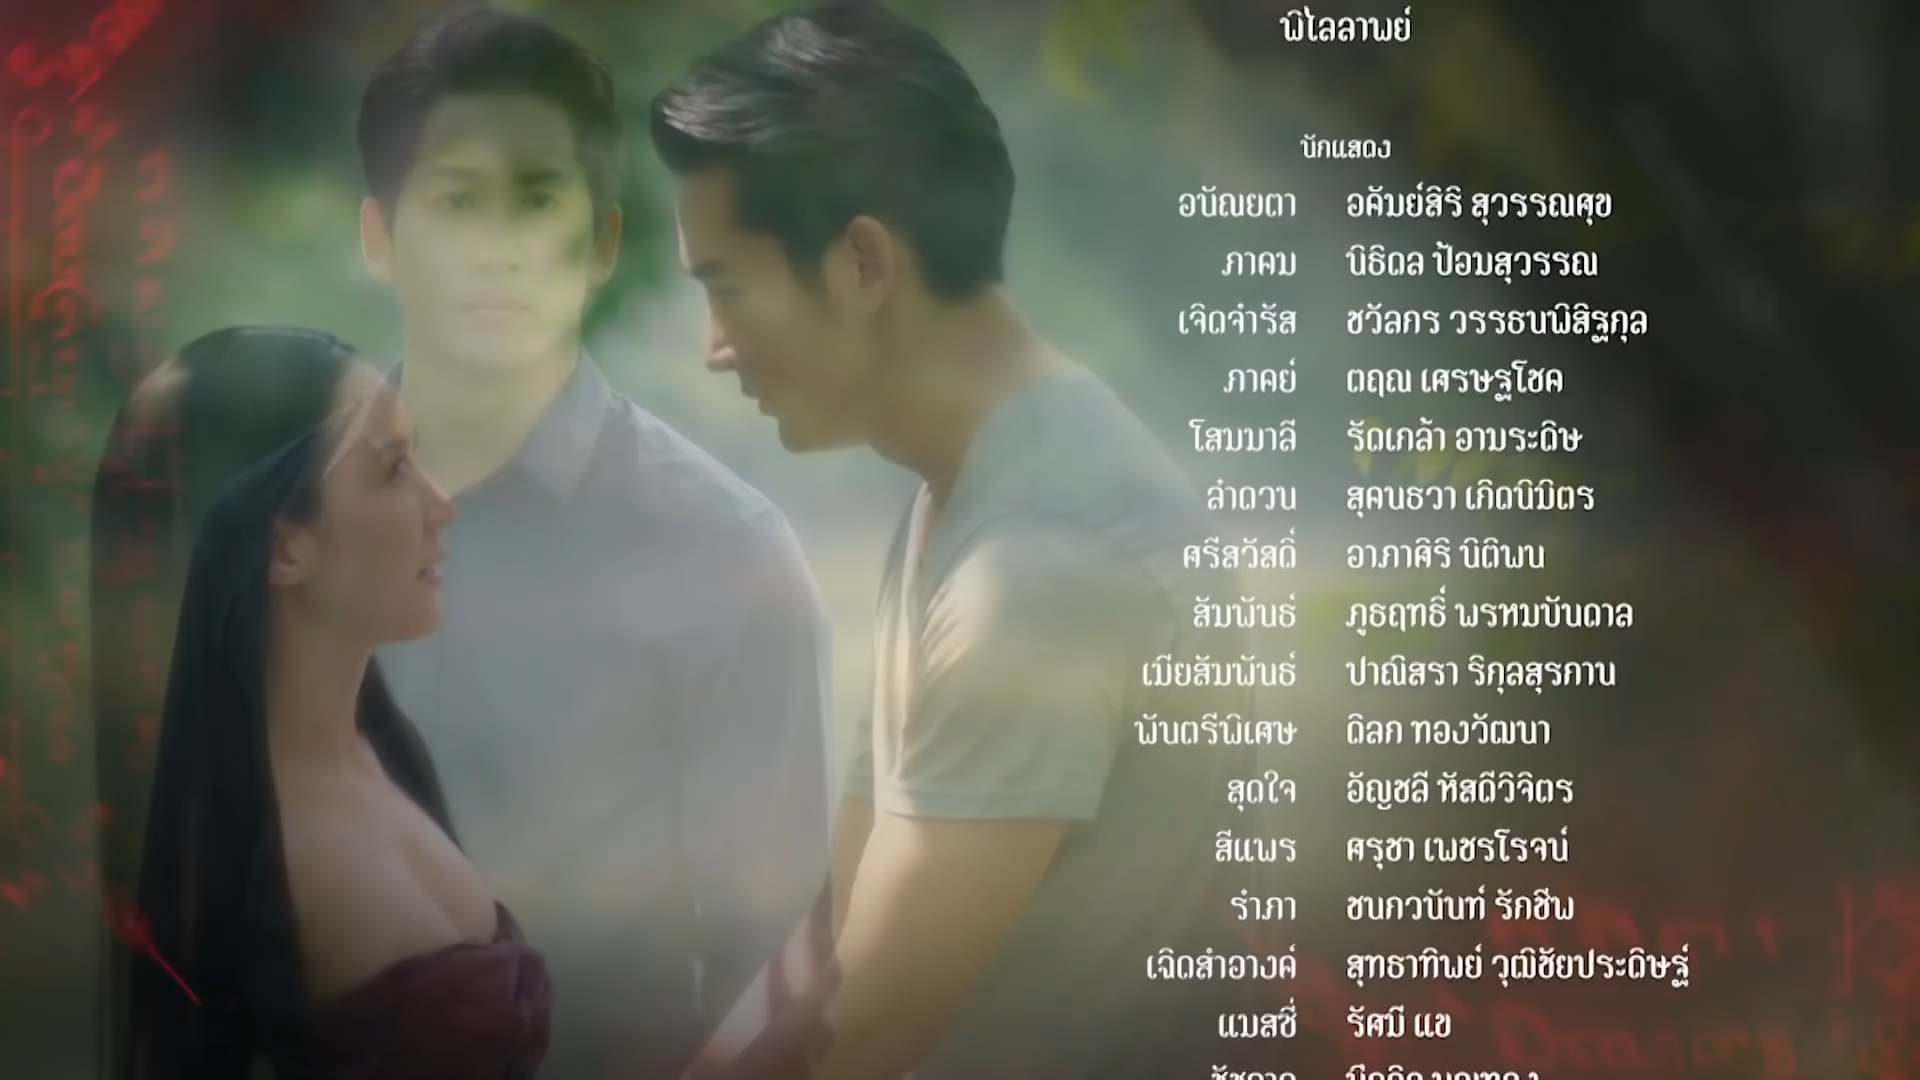 พิไลลาพย์
นักแสดง
อนัณยตา อคัมย์สิริ สุวรรณศุข
ภาคม นิธิดล ป้อมสุวรรณ
เจิดจำรัส ชวัลกร วรรธนพิสิฐกุล
ภาคย์ ตฤณ เศรษฐโชค
โสมมาลี รัดเกล้า อามระดิษ
ลำดวน สุคนธวา เกิดนิมิตร
ศรีสวัสดิ์ อาภาศิริ นิติพน
สัมพันธ์ ภูธฤทธิ์ พรหมบันดาล
เมียสัมพันธ์ ปาณิสรา ริกุลสุรกาน
พันตรีพิเศษ ดิลก ทองวัฒนา
สุดใจ อัญชลี หัสดีวิจิตร
สีแพร ศรุชา เพชรโรจน์
รำภา ชนกวนันท์ รักชีพ
เฉิดสำอางค์ สุทธาทิพย์ วุฒิชัยประดิษฐ์
แมสซี่ รัศมี แข